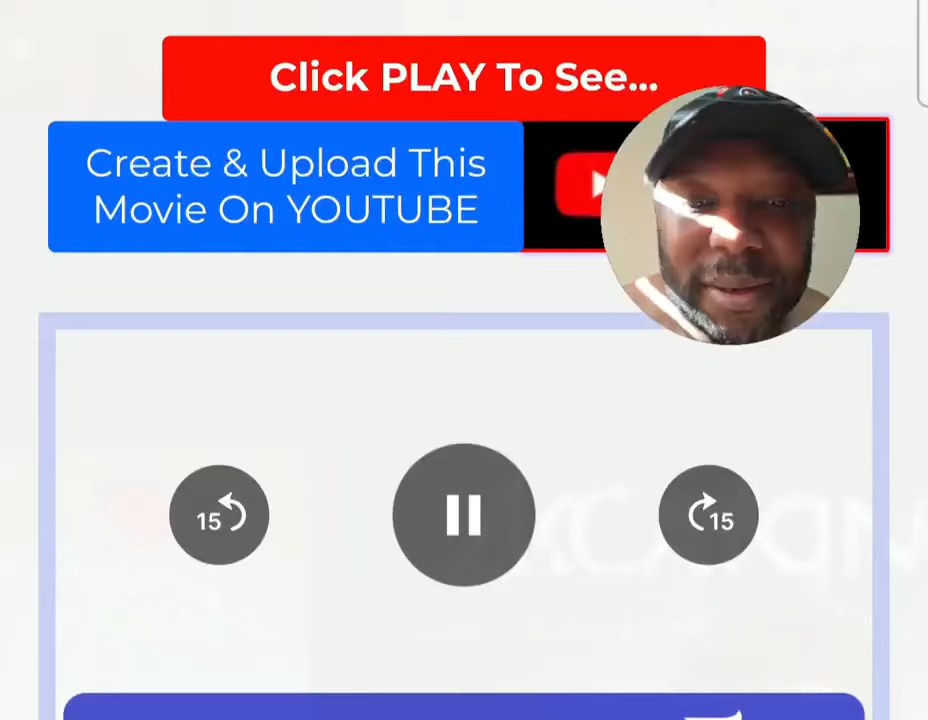 Click PLAY To See...
Create & Upload This
Movie On YOUTUBE
15
15